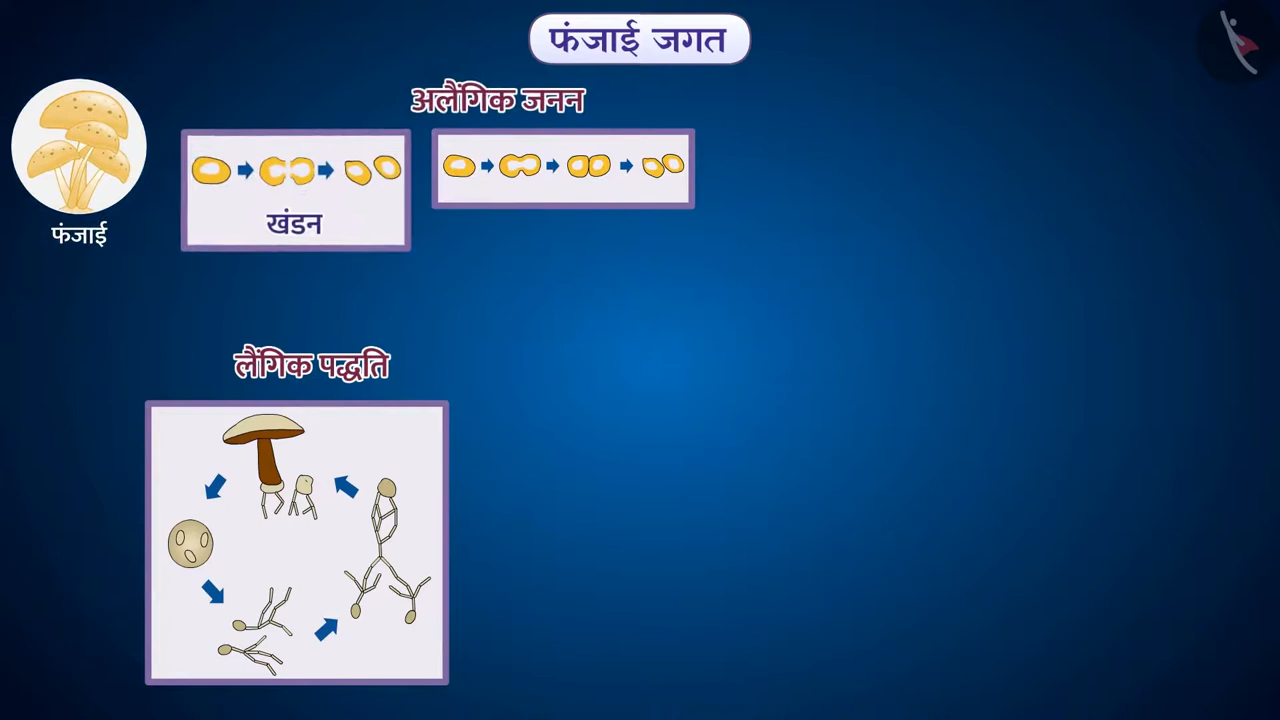 फंजाई जगत
अलैंगिक जनन
खंडन
फंजाई
लैंगिक पद्धति